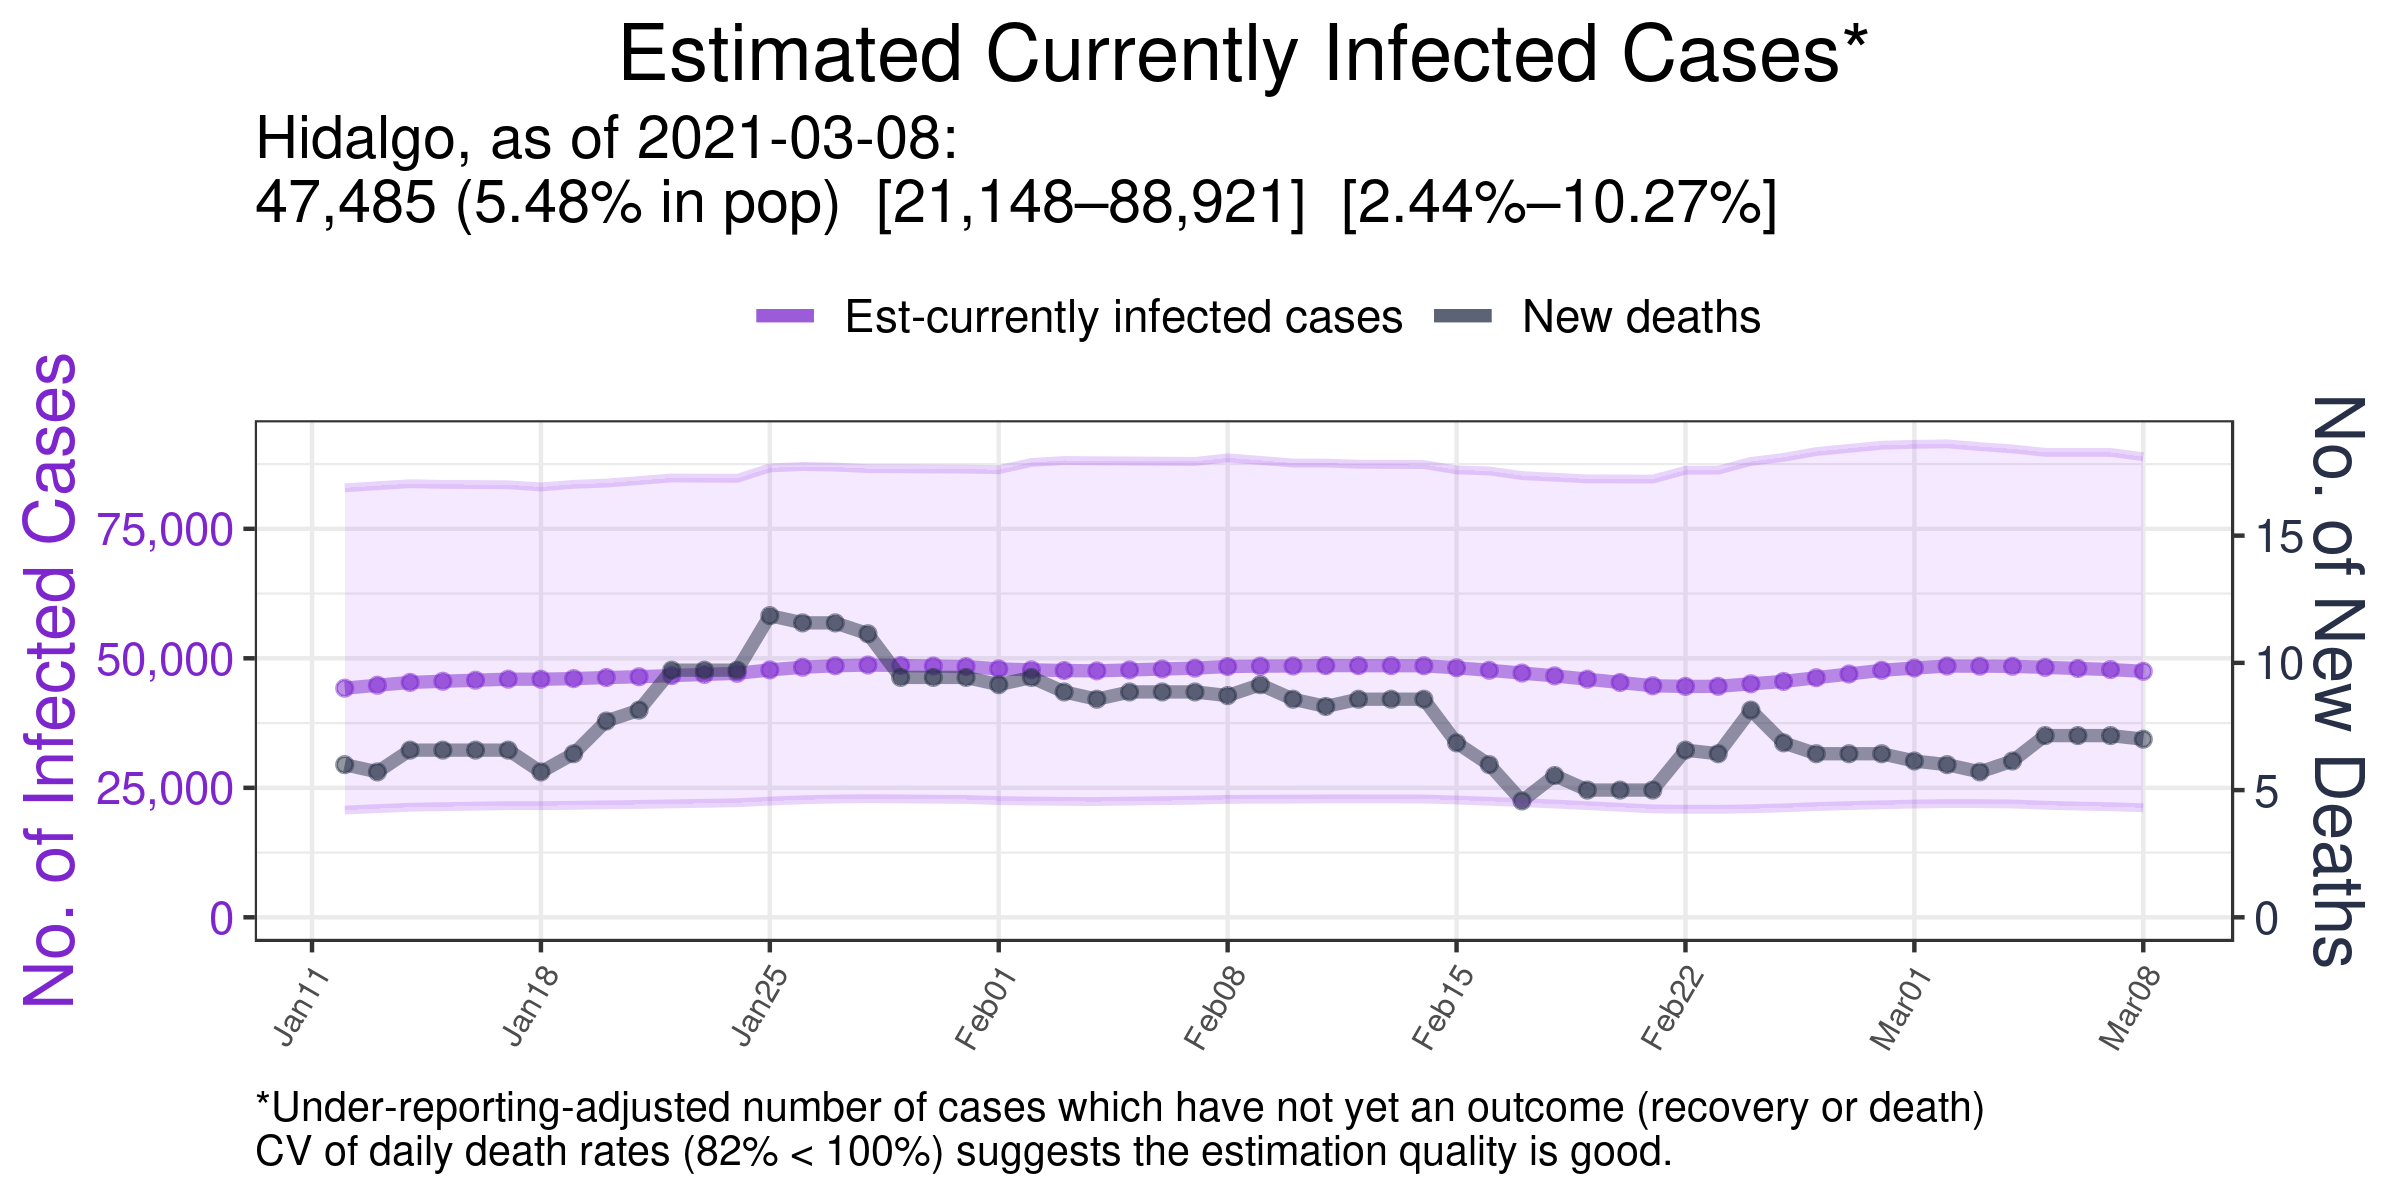 Estimated Currently Infected Cases*
Hidalgo, as of 2021-03-08:
47,485 (5.48% in pop)  [21,148–88,921]  [2.44%–10.27%]
Est-currently infected cases
New deaths
No. of Infected Cases
75,000
50,000
25,000
0
15
10
5
0
No. of New Deaths
Jan11
Jan18
Jan25
Feb01
Feb08
Feb15
Feb22
Mar01
Mar08
*Under-reporting-adjusted number of cases which have not yet an outcome (recovery or death)
CV of daily death rates (82% < 100%) suggests the estimation quality is good.